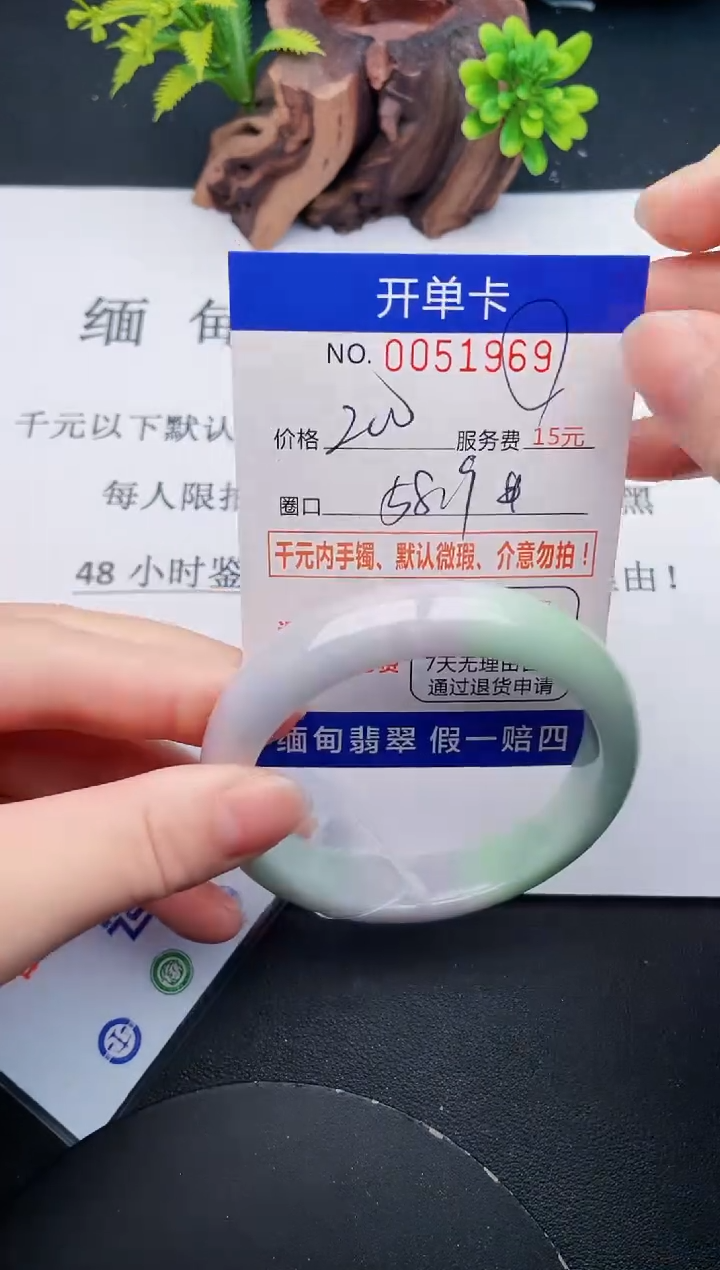 开单卡
NO. 0051969
价格 200 服务费 15元
圈口
千元内手镯、默认微瑕、介意勿拍！
7天无理由
通过退货申请
缅甸翡翠 假一赔四
缅 甸
千元以下默认
每人限拍 黑
48 小时鉴 由！